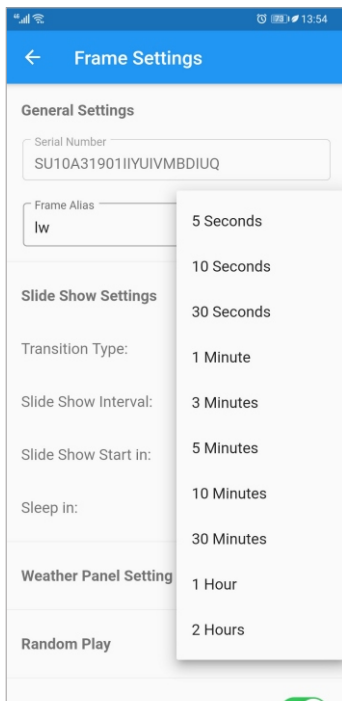 13:54
Frame Settings
General Settings
Serial Number
SU10A31901IIYUIVMBDIUQ
Frame Alias
lw
5 Seconds
10 Seconds
Slide Show Settings
30 Seconds
Transition Type:
1 Minute
Slide Show Interval:
3 Minutes
Slide Show Start in:
5 Minutes
10 Minutes
Sleep in:
30 Minutes
Weather Panel Setting
1 Hour
Random Play
2 Hours